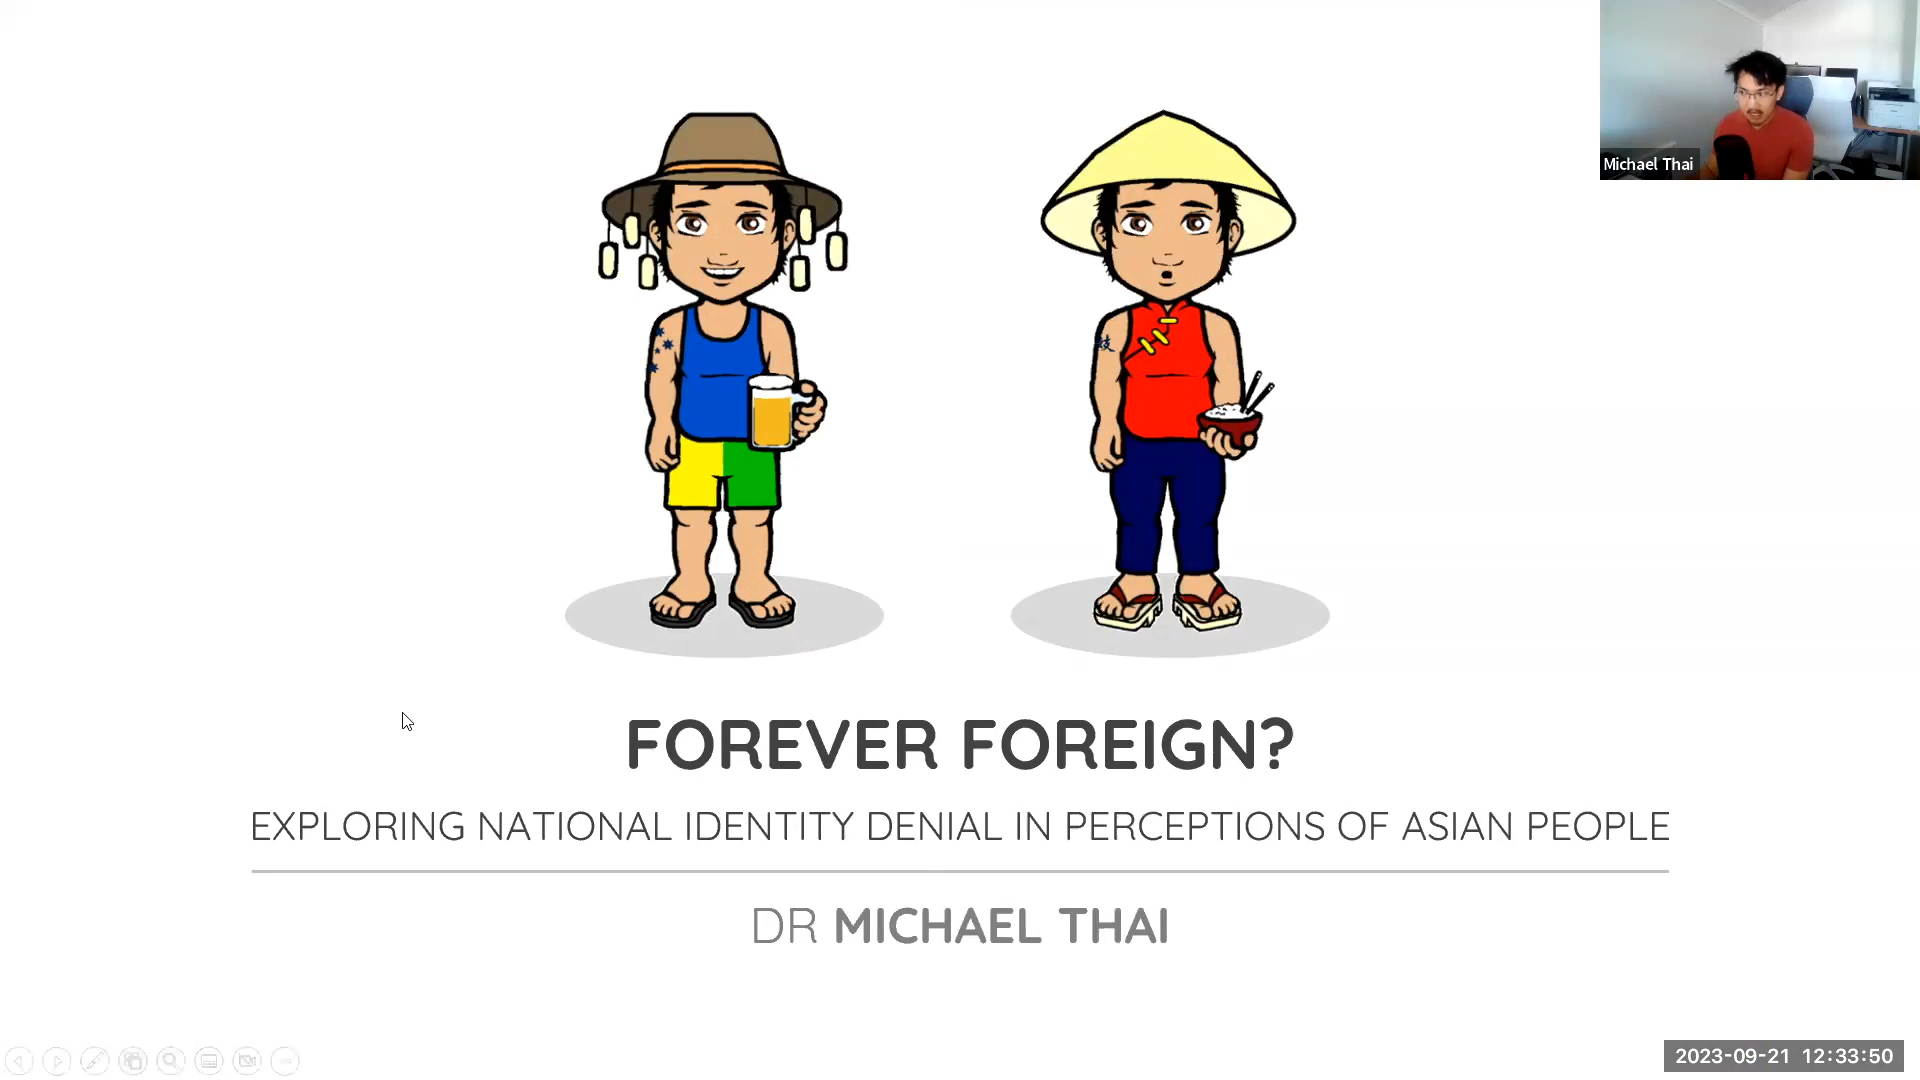 Michael Thai
FOREVER FOREIGN?
EXPLORING NATIONAL IDENTITY DENIAL IN PERCEPTIONS OF ASIAN PEOPLE
DR MICHAEL THAI
2023-09-21 12:33:50